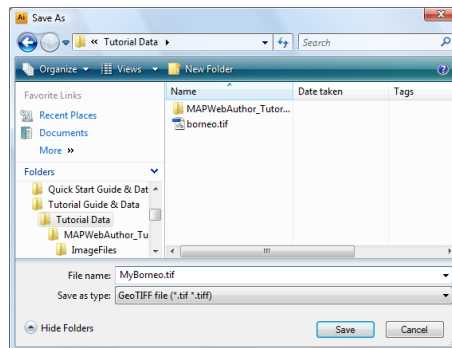 Ai Save As
« Tutorial Data
Search
Organize Views New Folder
Favorite Links
Recent Places
Documents
More »
Folders
Quick Start Guide & Dat
Tutorial Guide & Data
Tutorial Data
MAPWebAuthor_Tu
ImageFiles
Name Date taken Tags
MAPWebAuthor_Tutor...
borneo.tif
File name: MyBorneo.tif
Save as type: GeoTIFF file (*.tif *.tiff)
Hide Folders Save Cancel